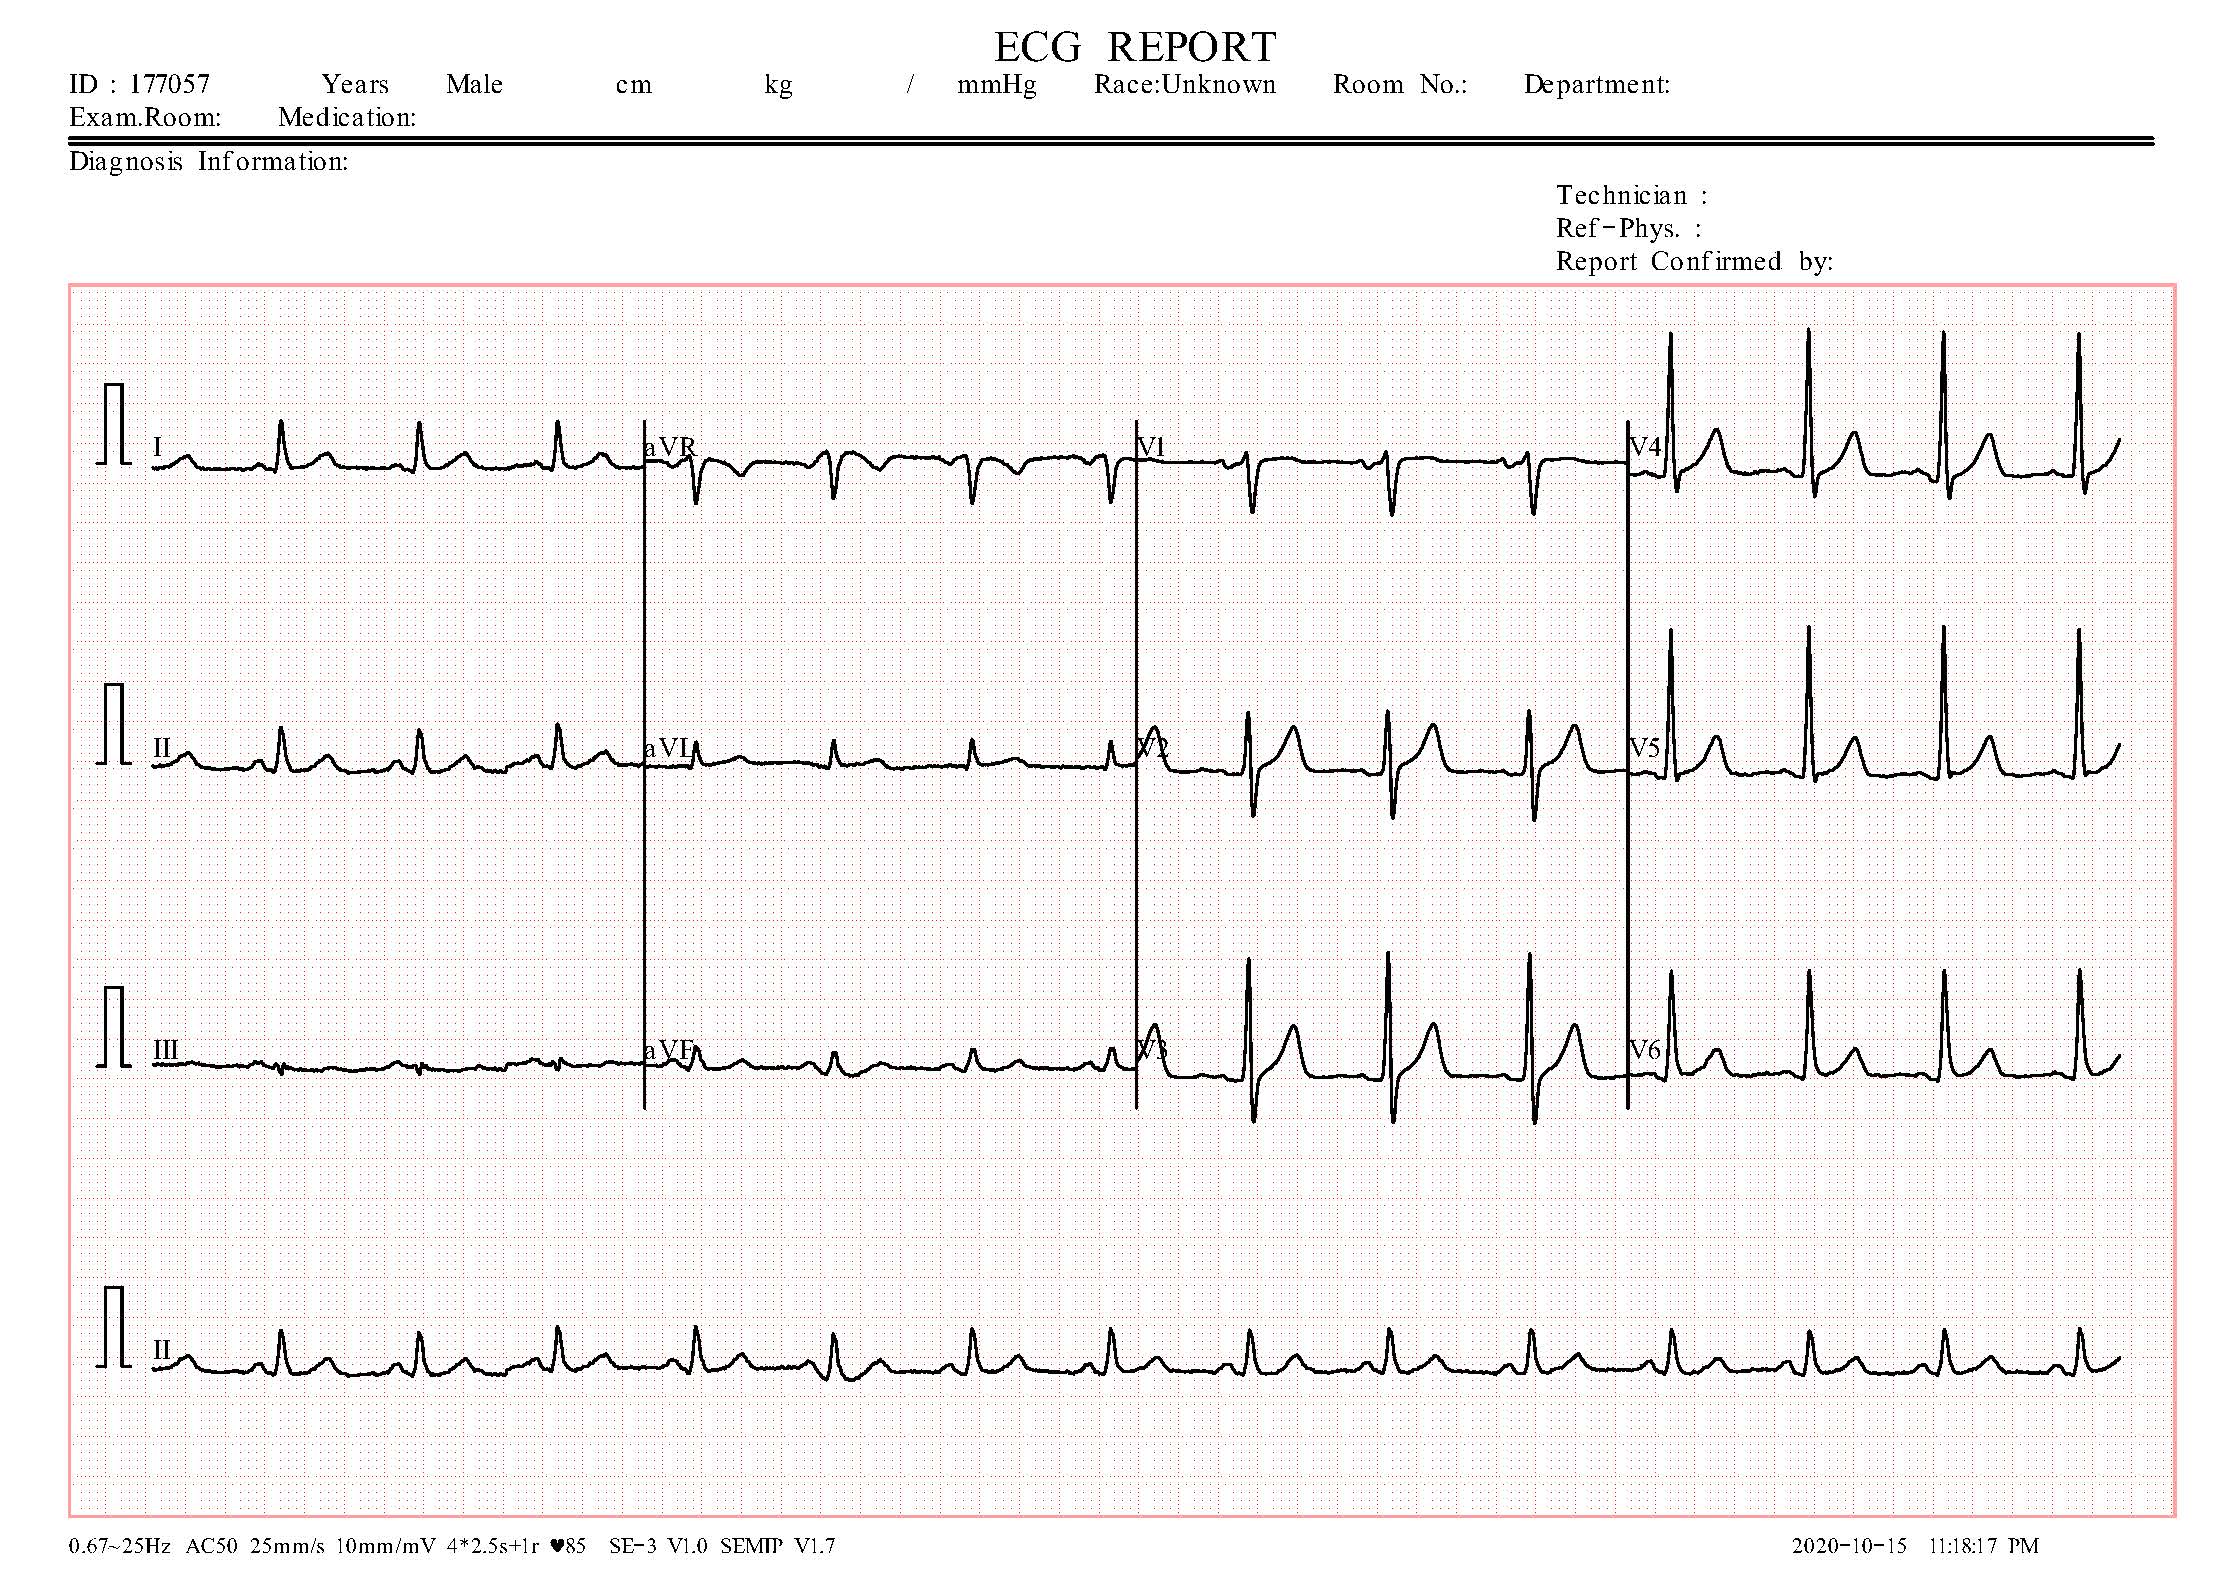 ECG REPORT
ID : 177057 Years Male cm kg / mmHg Race:Unknown Room No.: Department:
Exam.Room: Medication:
Diagnosis Information:
Technician :
Ref-Phys. :
Report Confirmed by:
I aVR V1 V4
II aVL V2 V5
III aVF V3 V6
II
0.67~25Hz AC50 25mm/s 10mm/mV 4*2.5s+1r ♥85 SE-3 V1.0 SEMIP V1.7 2020-10-15 11:18:17 PM